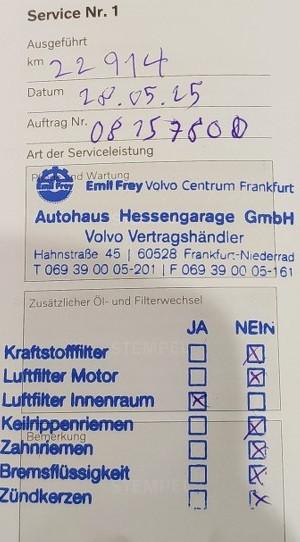 Service Nr. 1
Ausgeführt
km 22914
Datum 28.05.25
Auftrag Nr. 08157800
Art der Serviceleistung
und Wartung
Emil Frey Volvo Centrum Frankfurt
Autohaus Hessengarage GmbH
Volvo Vertragshändler
Hahnstraße 45 | 60528 Frankfurt-Niederrad
T 069 39 00 05-201 | F 069 39 00 05-161
Zusätzlicher Öl- und Filterwechsel
JA NEIN
Kraftstofffilter
STEMPEL
Luftfilter Motor
Luftfilter Innenraum
Keilrippenriemen
Bemerkung
Zahnriemen
Bremsflüssigkeit
Zündkerzen